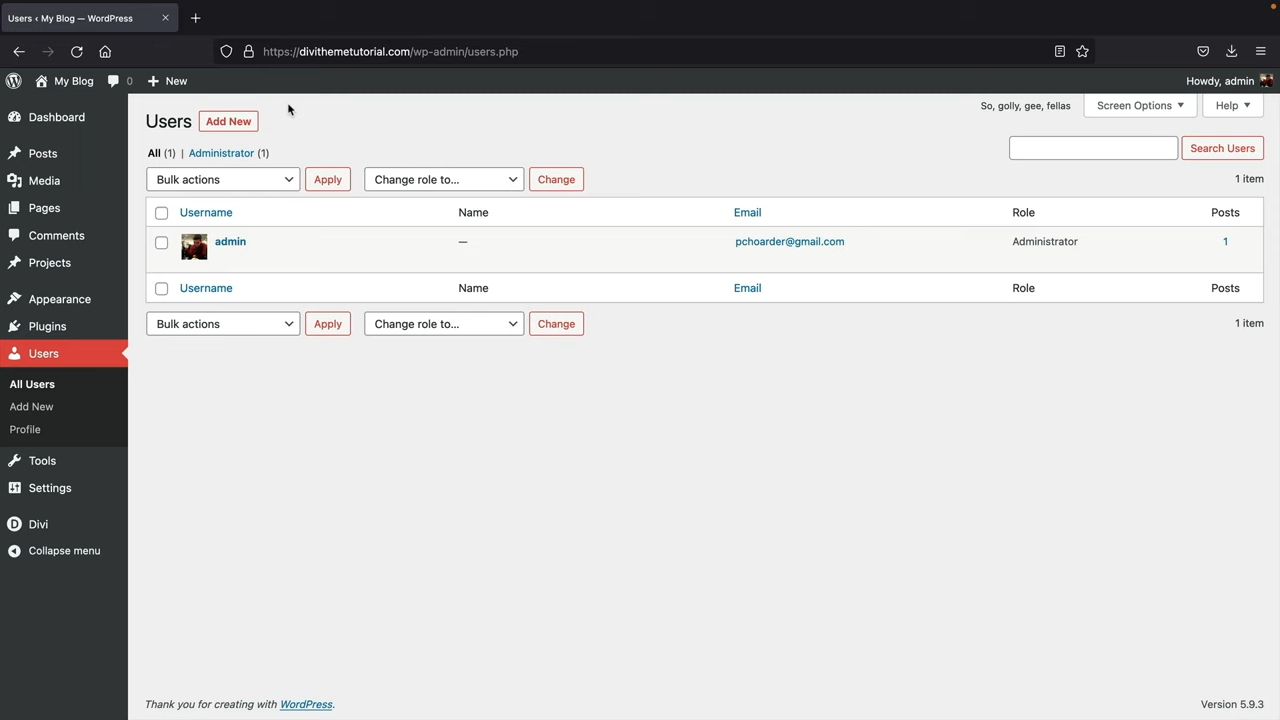 Users ‹ My Blog — WordPress
https://divithemetutorial.com/wp-admin/users.php
My Blog 0 New Howdy, admin
Dashboard
Posts
Media
Pages
Comments
Projects
Appearance
Plugins
Users
All Users
Add New
Profile
Tools
Settings
Divi
Collapse menu
So, golly, gee, fellas Screen Options Help
Users Add New
All (1) | Administrator (1)
Search Users
Bulk actions Apply Change role to... Change 1 item
Username Name Email Role Posts
admin — pchoarder@gmail.com Administrator 1
Username Name Email Role Posts
Bulk actions Apply Change role to... Change 1 item
Thank you for creating with WordPress. Version 5.9.3